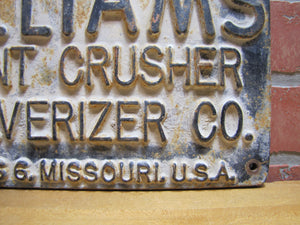 LIAMS
NT CRUSHER
VERIZER CO.
S 6, MISSOURI, U.S.A.